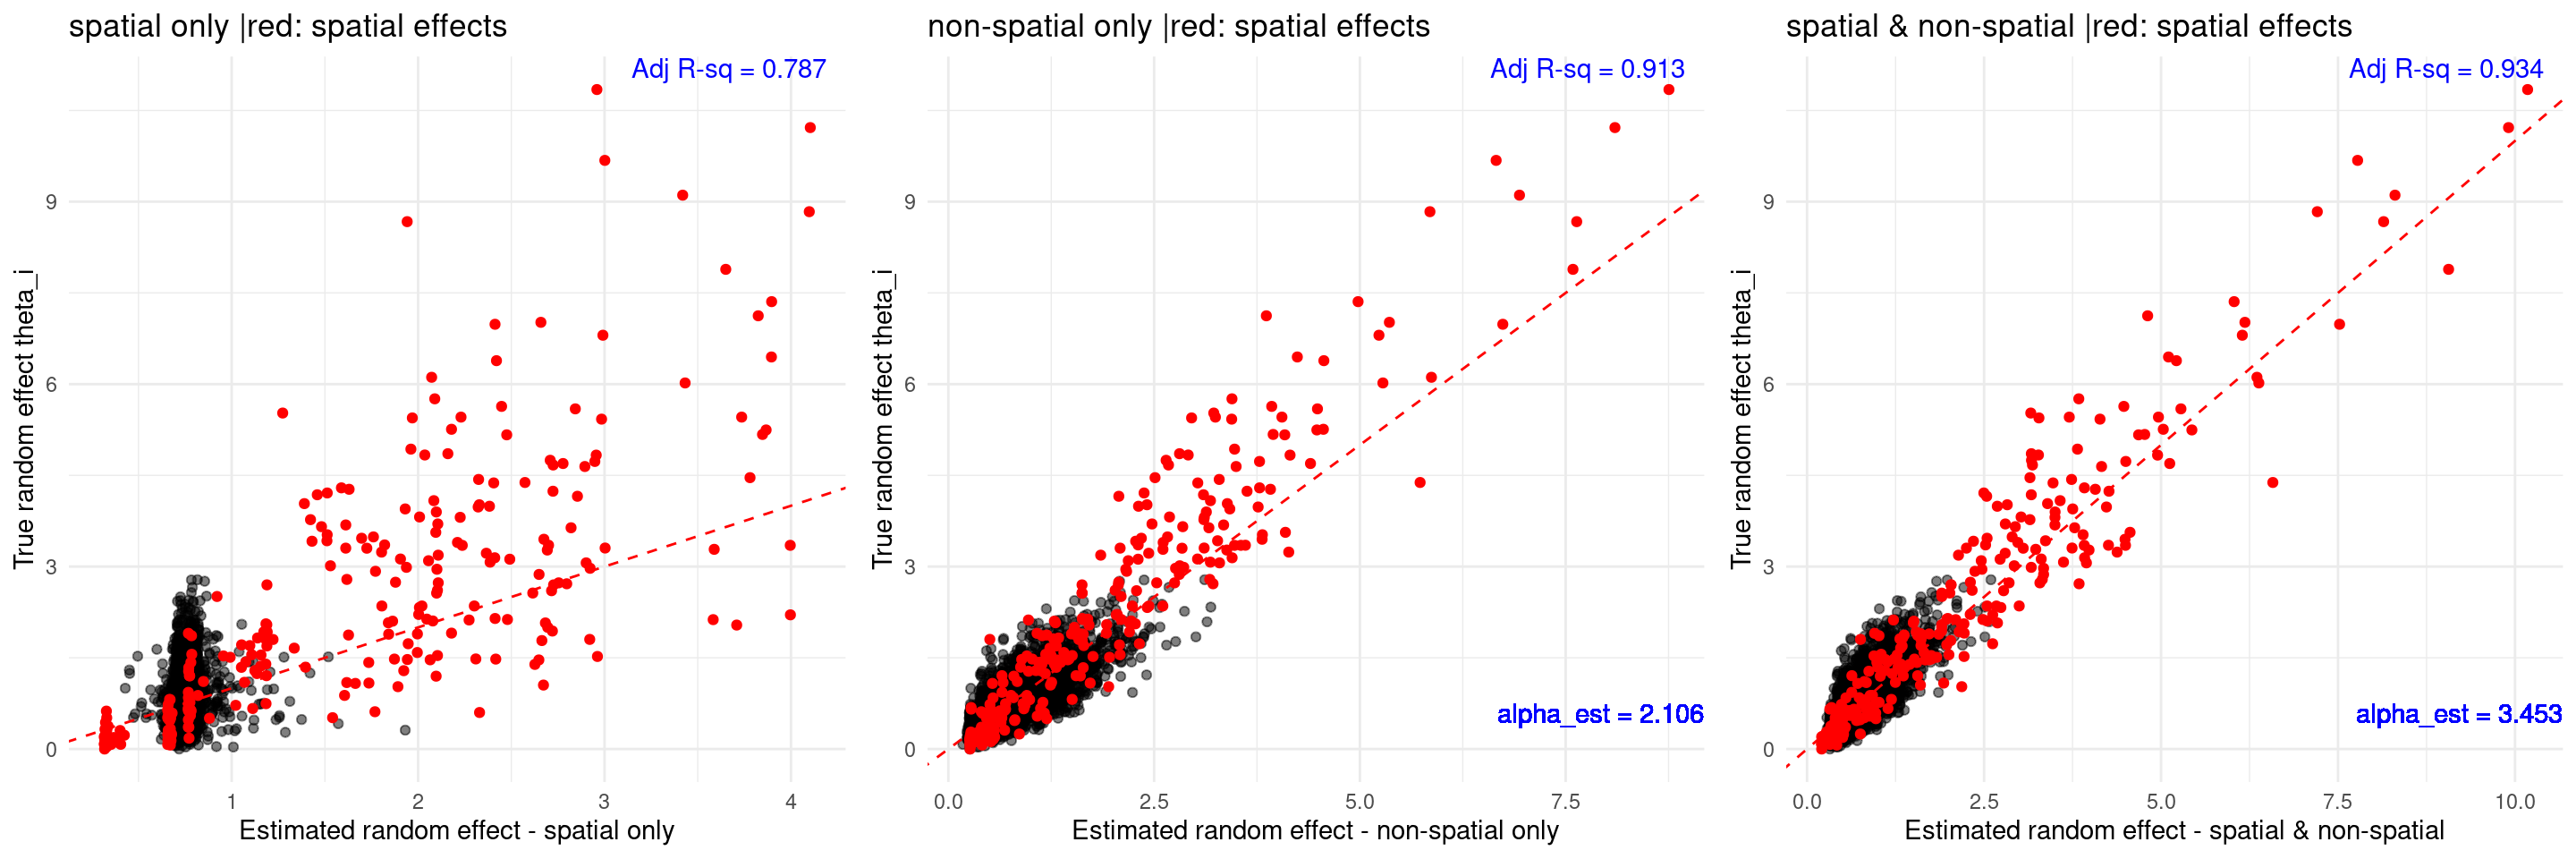 spatial only |red: spatial effects
Adj R-sq = 0.787
True random effect theta_i
9
6
3
0
1
2
3
4
Estimated random effect - spatial only
non-spatial only |red: spatial effects
Adj R-sq = 0.913
True random effect theta_i
9
6
3
0
alpha_est = 2.106
0.0
2.5
5.0
7.5
Estimated random effect - non-spatial only
spatial & non-spatial |red: spatial effects
Adj R-sq = 0.934
True random effect theta_i
9
6
3
0
alpha_est = 3.453
0.0
2.5
5.0
7.5
10.0
Estimated random effect - spatial & non-spatial